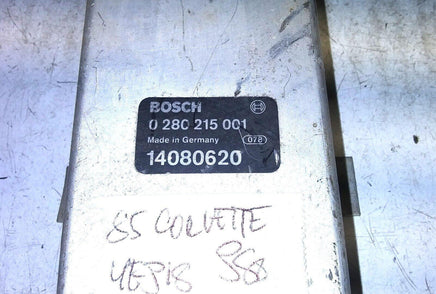 BOSCH
0 280 215 001
Made in Germany 078
14080620
85 CORVETTE